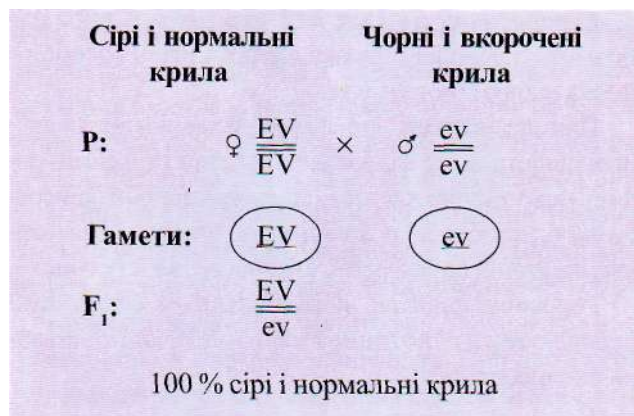 Сірі і нормальні крила
Чорні і вкорочені крила
P: ♀ EV/EV × ♂ ev/ev
Гамети: EV ev
F₁: EV/ev
100 % сірі і нормальні крила